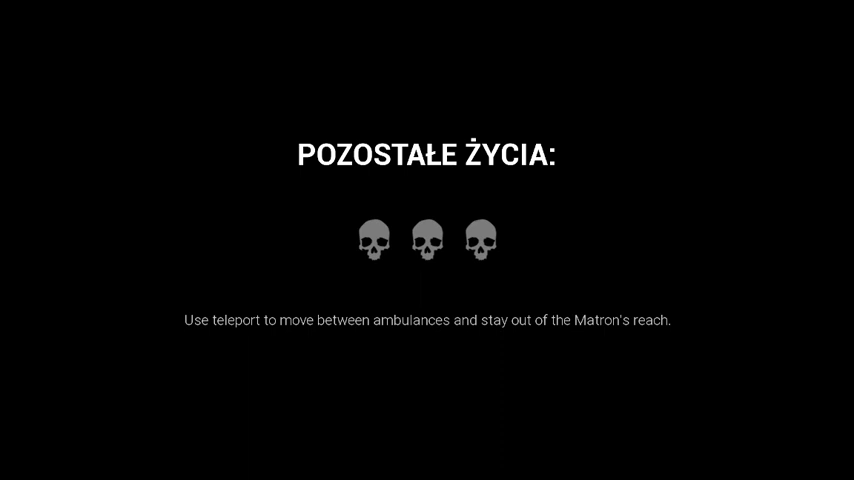 POZOSTAŁE ŻYCIA:
Use teleport to move between ambulances and stay out of the Matron's reach.